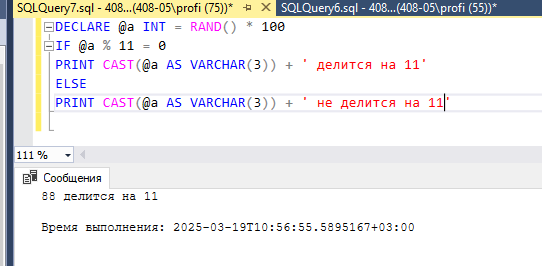 SQLQuery7.sql - 408...(408-05\profi (75))* SQLQuery6.sql - 408...(408-05\profi (55))*
DECLARE @a INT = RAND() * 100
IF @a % 11 = 0
PRINT CAST(@a AS VARCHAR(3)) + ' делится на 11'
ELSE
PRINT CAST(@a AS VARCHAR(3)) + ' не делится на 11'
111 %
Сообщения
88 делится на 11
Время выполнения: 2025-03-19T10:56:55.5895167+03:00